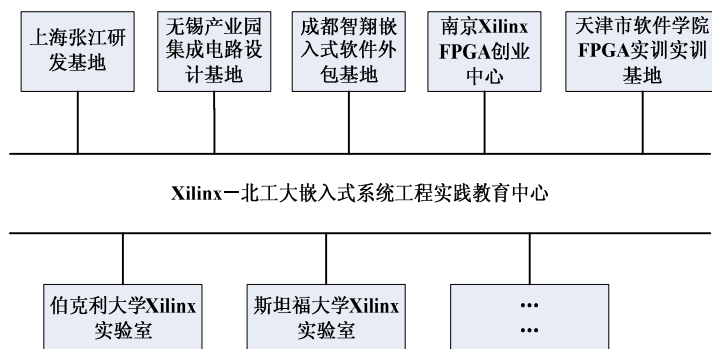 上海张江研
发基地
无锡产业园
集成电路设
计基地
成都智翔嵌
入式软件外
包基地
南京Xilinx
FPGA创业
中心
天津市软件学院
FPGA实训实训
基地
Xilinx－北工大嵌入式系统工程实践教育中心
伯克利大学Xilinx
实验室
斯坦福大学Xilinx
实验室
...
...